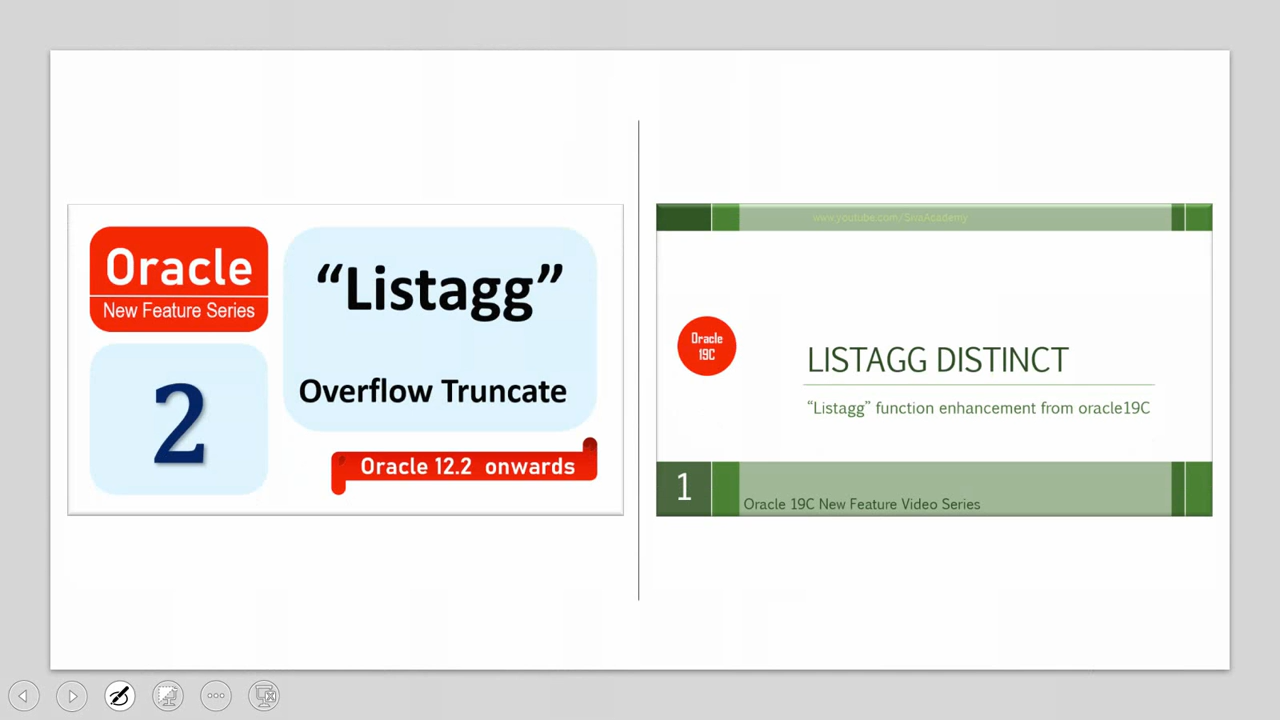 Oracle
New Feature Series
2
“Listagg”
Overflow Truncate
Oracle 12.2 onwards
www.youtube.com/SivaAcademy
Oracle
19C
LISTAGG DISTINCT
“Listagg” function enhancement from oracle19C
1
Oracle 19C New Feature Video Series